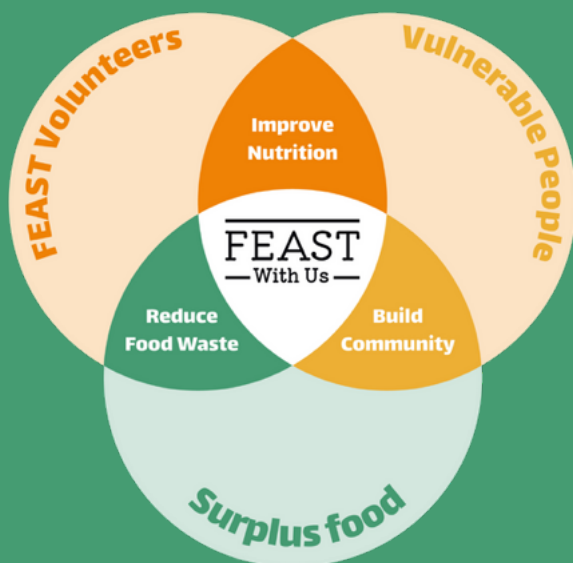 FEAST Volunteers
Vulnerable People
Improve
Nutrition
FEAST
With Us
Reduce
Food Waste
Build
Community
Surplus food